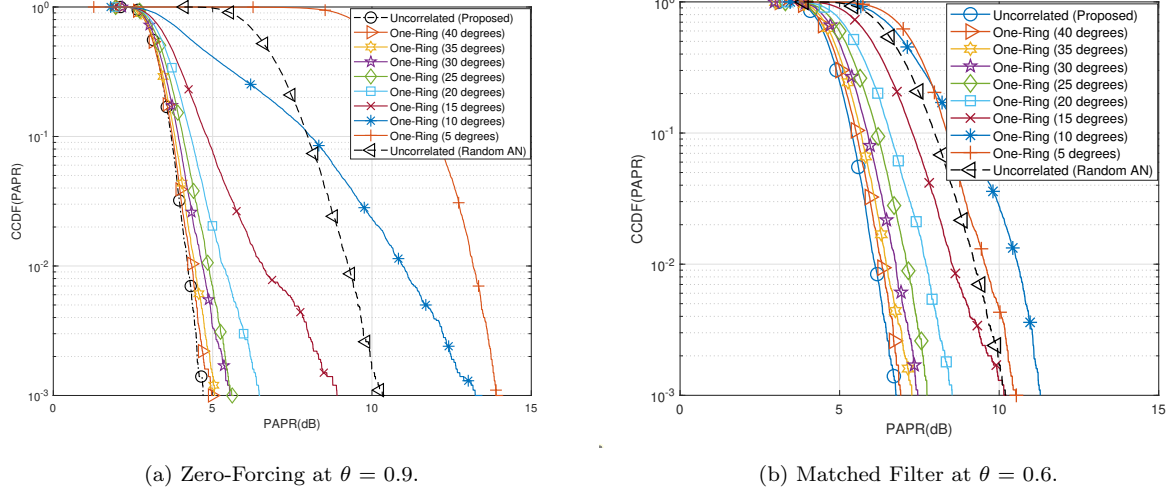 CCDF(PAPR)
10^0
10^-1
10^-2
10^-3
0
5
10
15
PAPR(dB)
Uncorrelated (Proposed)
One-Ring (40 degrees)
One-Ring (35 degrees)
One-Ring (30 degrees)
One-Ring (25 degrees)
One-Ring (20 degrees)
One-Ring (15 degrees)
One-Ring (10 degrees)
One-Ring (5 degrees)
Uncorrelated (Random AN)
(a) Zero-Forcing at θ = 0.9.
CCDF(PAPR)
10^0
10^-1
10^-2
10^-3
0
5
10
15
PAPR(dB)
Uncorrelated (Proposed)
One-Ring (40 degrees)
One-Ring (35 degrees)
One-Ring (30 degrees)
One-Ring (25 degrees)
One-Ring (20 degrees)
One-Ring (15 degrees)
One-Ring (10 degrees)
One-Ring (5 degrees)
Uncorrelated (Random AN)
(b) Matched Filter at θ = 0.6.